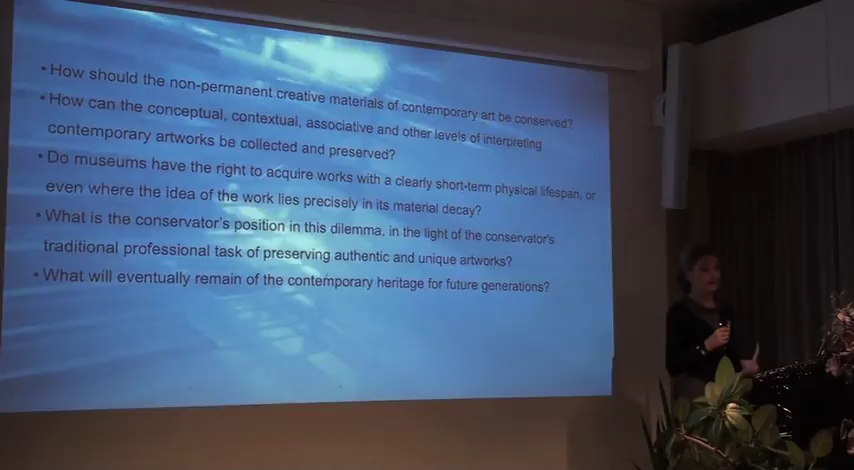 • How should the non-permanent creative materials of contemporary art be conserved?
• How can the conceptual, contextual, associative and other levels of interpreting
contemporary artworks be collected and preserved?
• Do museums have the right to acquire works with a clearly short-term physical lifespan, or
even where the idea of the work lies precisely in its material decay?
• What is the conservator's position in this dilemma, in the light of the conservator's
traditional professional task of preserving authentic and unique artworks?
• What will eventually remain of the contemporary heritage for future generations?